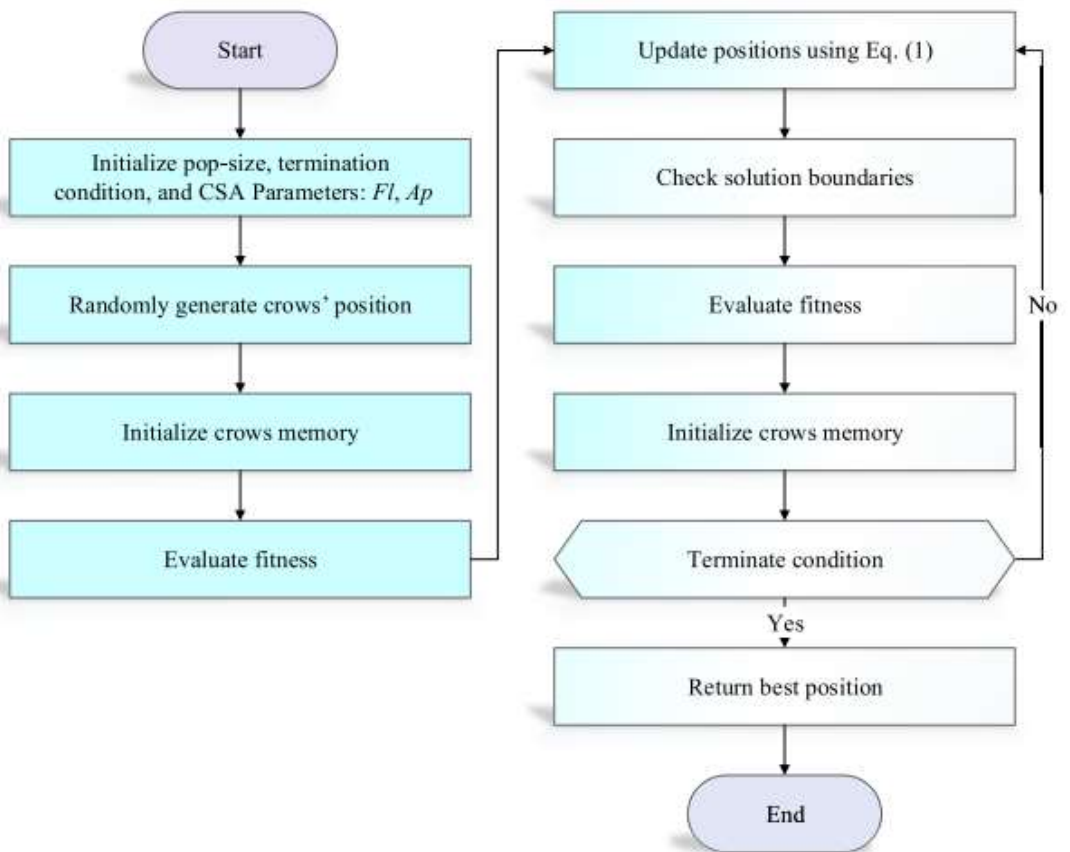 Start
Initialize pop-size, termination
condition, and CSA Parameters: Fl, Ap
Randomly generate crows’ position
Initialize crows memory
Evaluate fitness
Update positions using Eq. (1)
Check solution boundaries
Evaluate fitness
No
Initialize crows memory
Terminate condition
Yes
Return best position
End